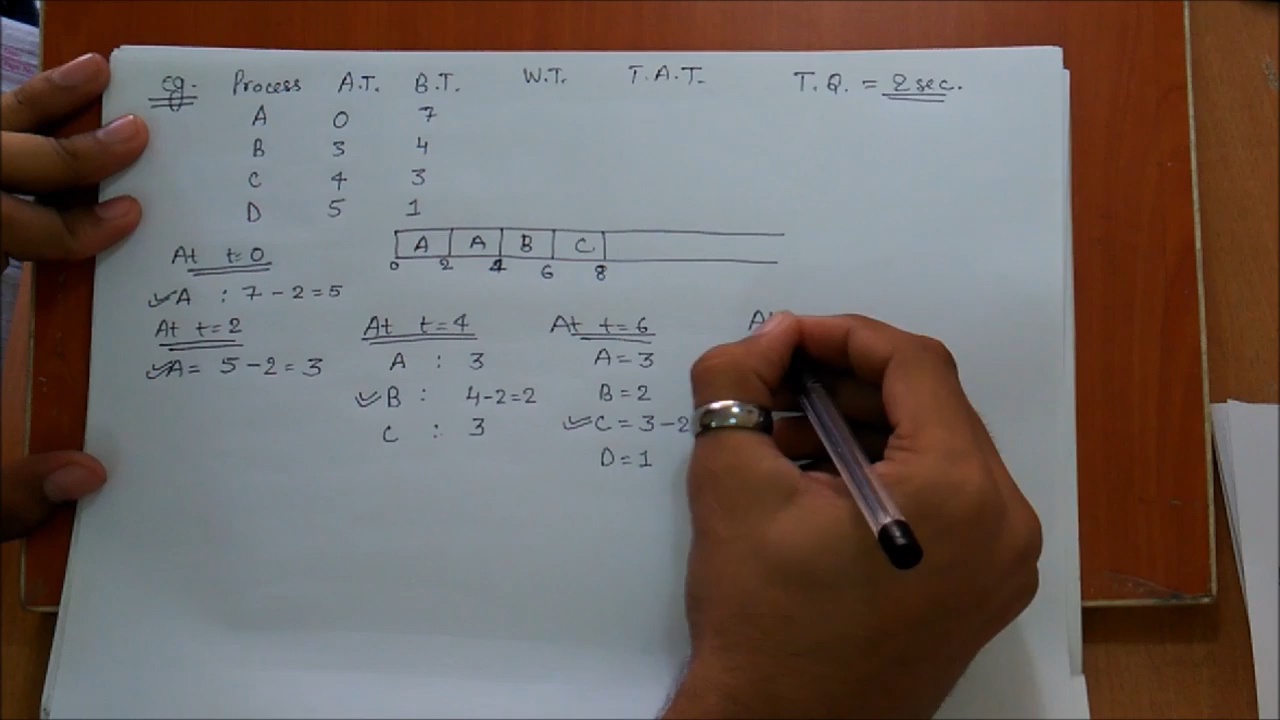 eg. Process A.T. B.T. W.T. T.A.T. T.Q. = 2 sec.
A 0 7
B 3 4
C 4 3
D 5 1
A A B C
0 2 4 6 8
At t=0
A : 7-2=5
At t=2
A= 5-2=3
At t=4
A : 3
B : 4-2=2
C : 3
At t=6
A=3
B=2
C=3-2
D=1